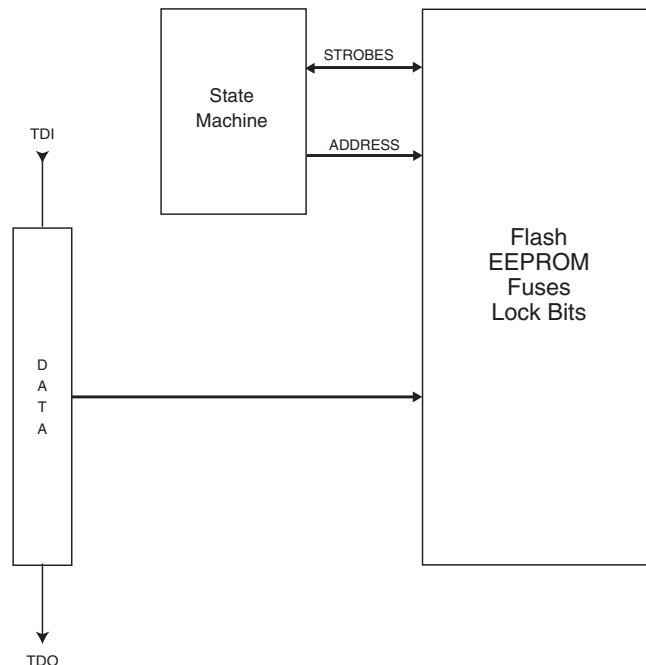 STROBES
State
Machine
TDI
ADDRESS
Flash
EEPROM
Fuses
Lock Bits
D
A
T
A
TDO